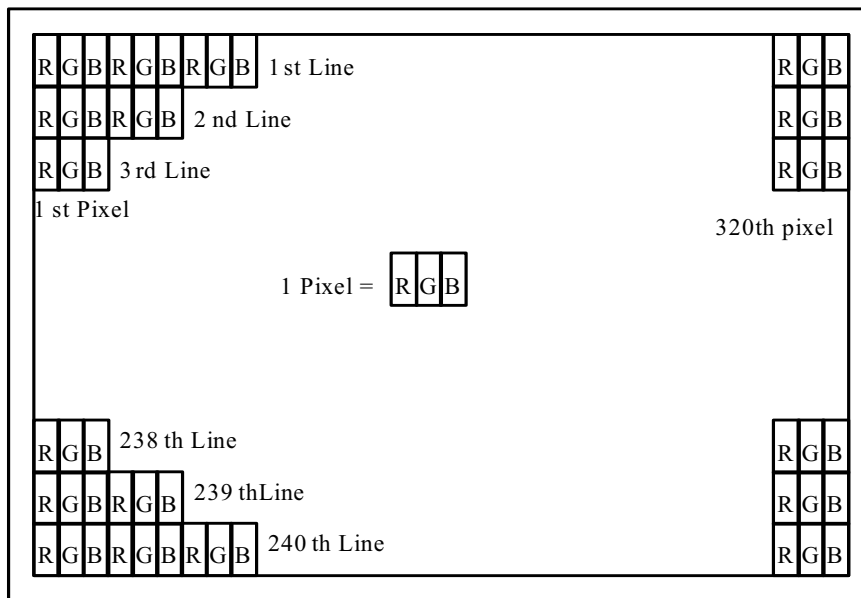 R G B R G B R G B 1 st Line R G B
R G B R G B 2 nd Line R G B
R G B 3 rd Line R G B
1 st Pixel
320th pixel
1 Pixel = R G B
R G B 238 th Line R G B
R G B R G B 239 thLine R G B
R G B R G B R G B 240 th Line R G B